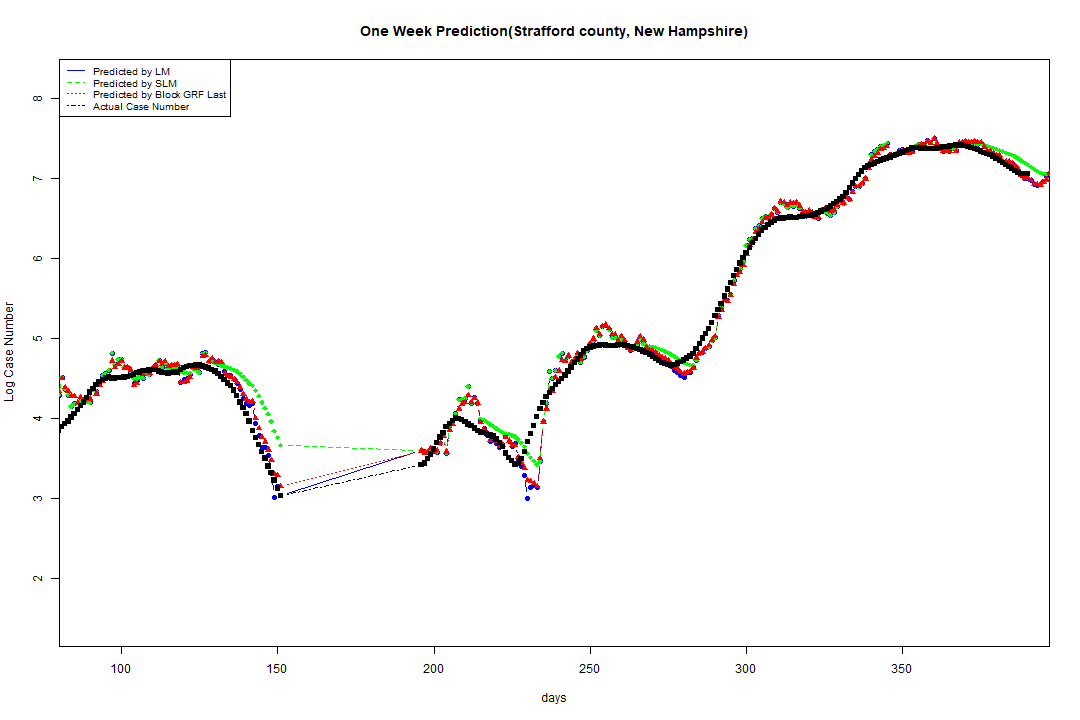 One Week Prediction(Strafford county, New Hampshire)
Predicted by LM
Predicted by SLM
Predicted by Block GRF Last
Actual Case Number
8
7
6
5
4
3
2
Log Case Number
100 150 200 250 300 350
days